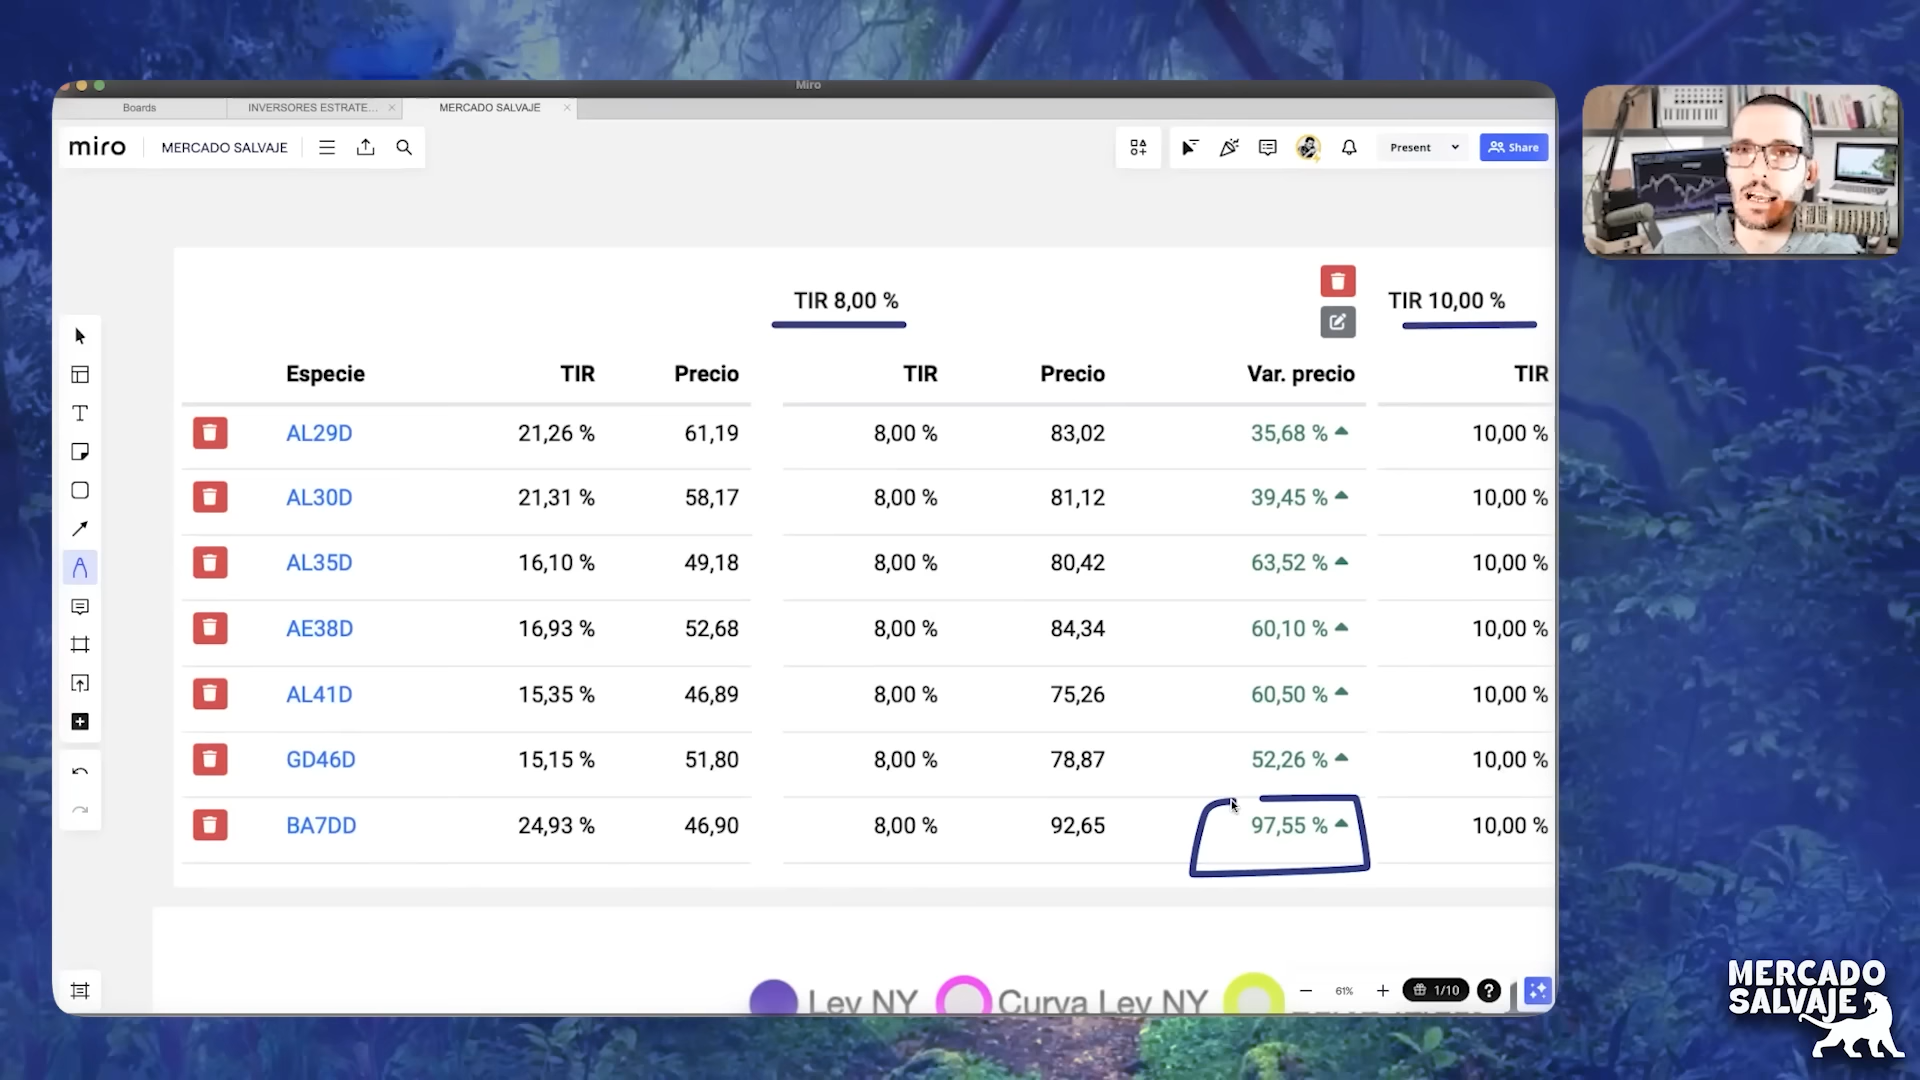 Miro
Boards
INVERSORES ESTRATE...
MERCADO SALVAJE
miro
MERCADO SALVAJE
Present
Share
TIR 8,00 %
TIR 10,00 %
Especie TIR Precio TIR Precio Var. precio TIR
AL29D 21,26 % 61,19 8,00 % 83,02 35,68 % 10,00 %
AL30D 21,31 % 58,17 8,00 % 81,12 39,45 % 10,00 %
AL35D 16,10 % 49,18 8,00 % 80,42 63,52 % 10,00 %
AE38D 16,93 % 52,68 8,00 % 84,34 60,10 % 10,00 %
AL41D 15,35 % 46,89 8,00 % 75,26 60,50 % 10,00 %
GD46D 15,15 % 51,80 8,00 % 78,87 52,26 % 10,00 %
BA7DD 24,93 % 46,90 8,00 % 92,65 97,55 % 10,00 %
Ley NY
Curva Ley NY
61%
1/10
MERCADO
SALVAJE